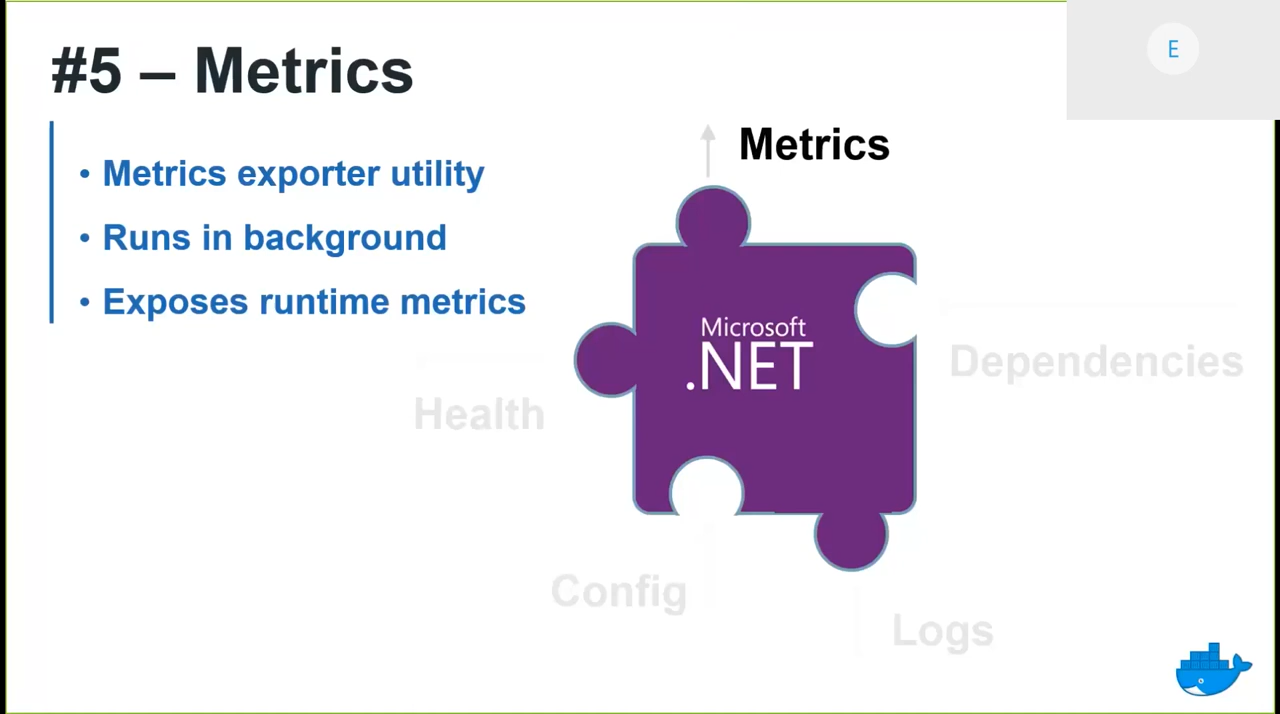 #5 – Metrics
E
• Metrics exporter utility
• Runs in background
• Exposes runtime metrics
Metrics
Microsoft
.NET
Dependencies
Health
Config
Logs